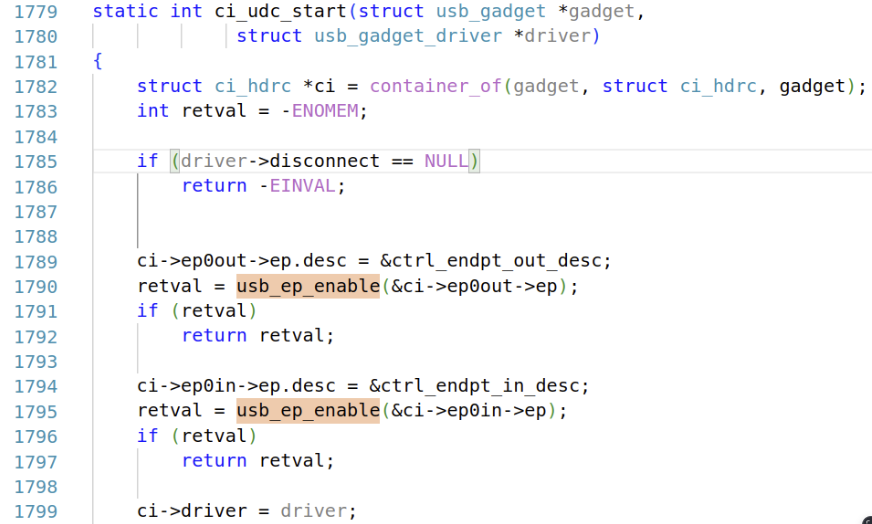 1779 static int ci_udc_start(struct usb_gadget *gadget,
1780 struct usb_gadget_driver *driver)
1781 {
1782 struct ci_hdrc *ci = container_of(gadget, struct ci_hdrc, gadget);
1783 int retval = -ENOMEM;
1784
1785 if (driver->disconnect == NULL)
1786 return -EINVAL;
1787
1788
1789 ci->ep0out->ep.desc = &ctrl_endpt_out_desc;
1790 retval = usb_ep_enable(&ci->ep0out->ep);
1791 if (retval)
1792 return retval;
1793
1794 ci->ep0in->ep.desc = &ctrl_endpt_in_desc;
1795 retval = usb_ep_enable(&ci->ep0in->ep);
1796 if (retval)
1797 return retval;
1798
1799 ci->driver = driver;